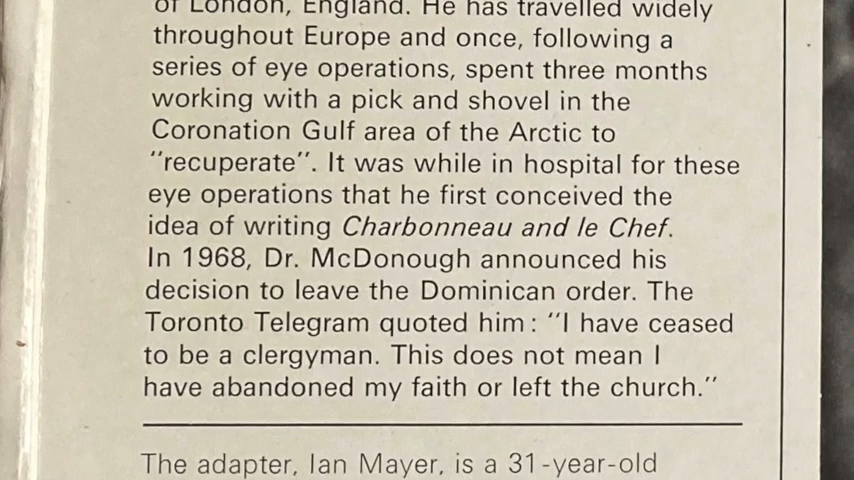 of London, England. He has travelled widely
throughout Europe and once, following a
series of eye operations, spent three months
working with a pick and shovel in the
Coronation Gulf area of the Arctic to
"recuperate". It was while in hospital for these
eye operations that he first conceived the
idea of writing Charbonneau and le Chef.
In 1968, Dr. McDonough announced his
decision to leave the Dominican order. The
Toronto Telegram quoted him: "I have ceased
to be a clergyman. This does not mean I
have abandoned my faith or left the church."
The adapter, Ian Mayer, is a 31-year-old